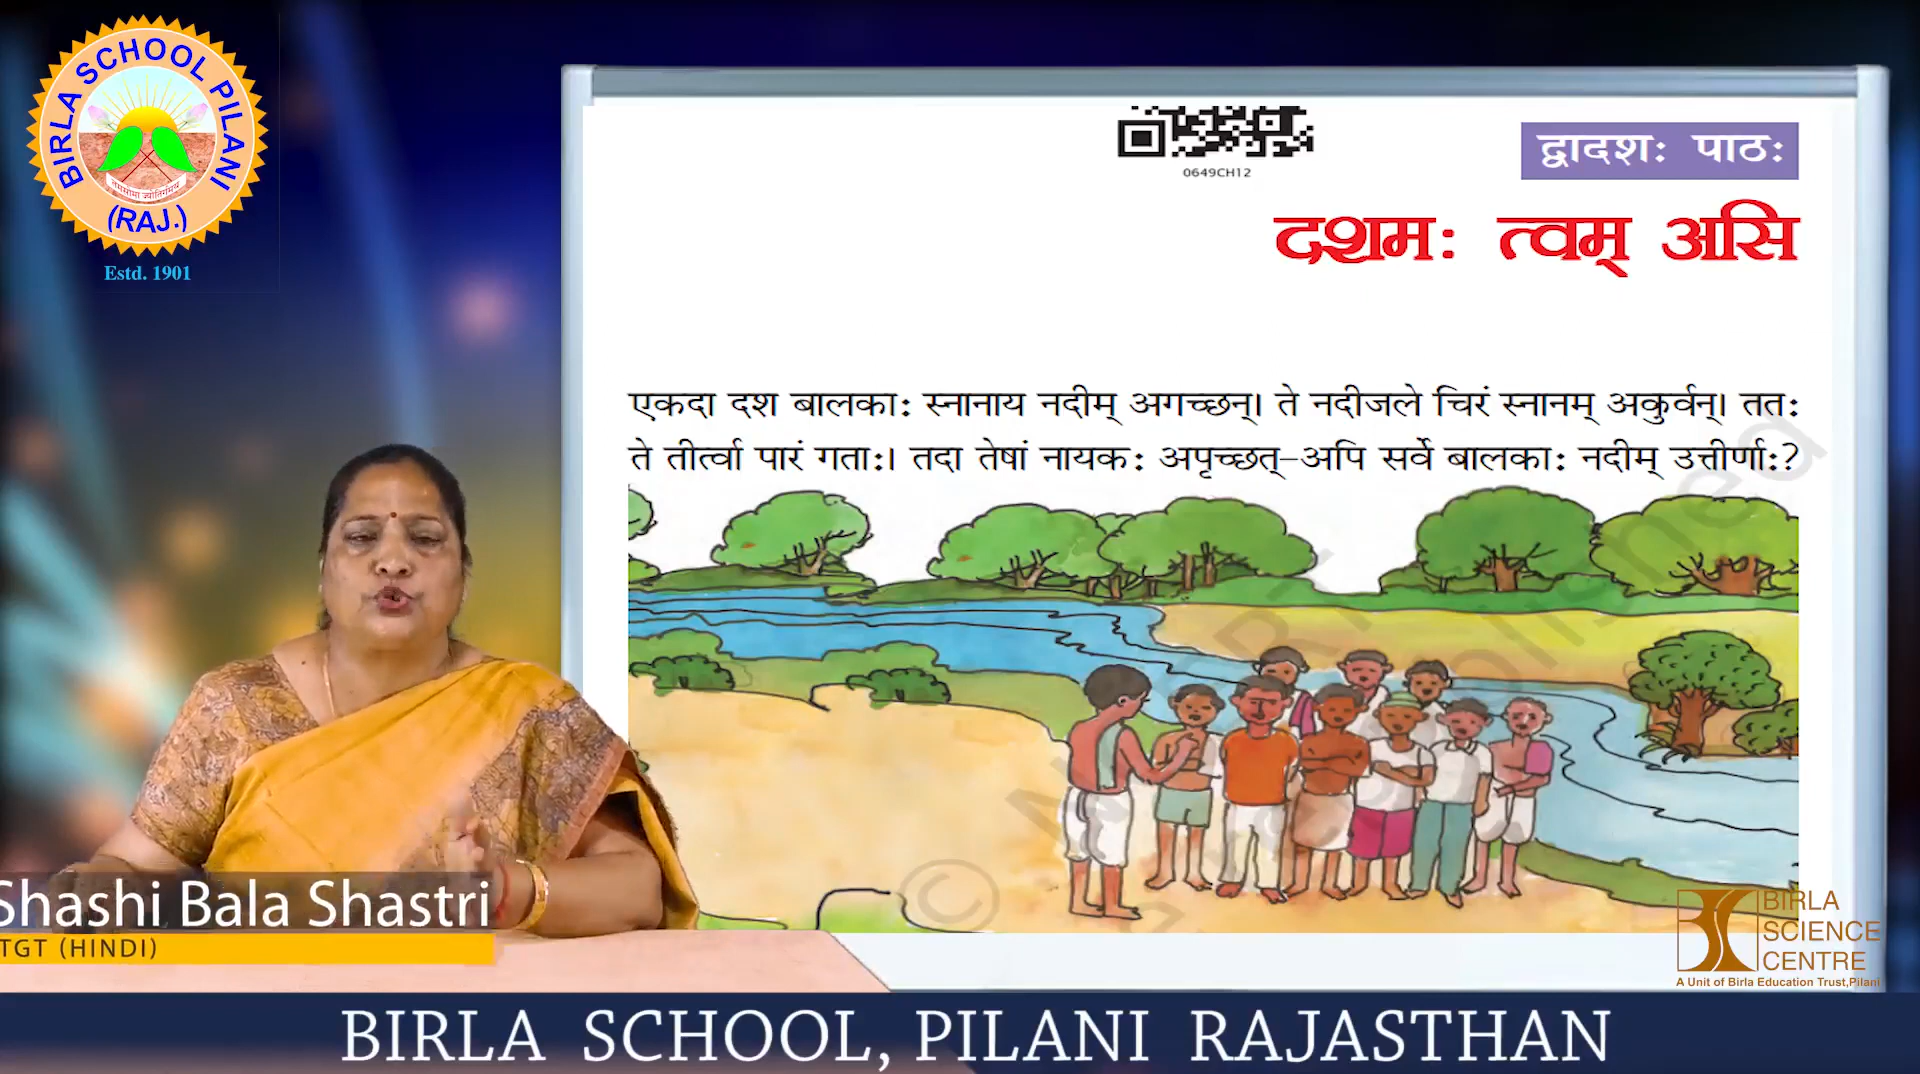 BIRLA SCHOOL PILANI
(RAJ.)
Estd. 1901
0649CH12
द्वादशः पाठः
दशमः त्वम् असि
एकदा दश बालकाः स्नानाय नदीम् अगच्छन्। ते नदीजले चिरं स्नानम् अकुर्वन्। ततः
ते तीर्त्वा पारं गताः। तदा तेषां नायकः अपृच्छत्–अपि सर्वे बालकाः नदीम् उत्तीर्णाः?
Shashi Bala Shastri
TGT (HINDI)
BIRLA
SCIENCE
CENTRE
A Unit of Birla Education Trust,Pilani
BIRLA SCHOOL, PILANI RAJASTHAN